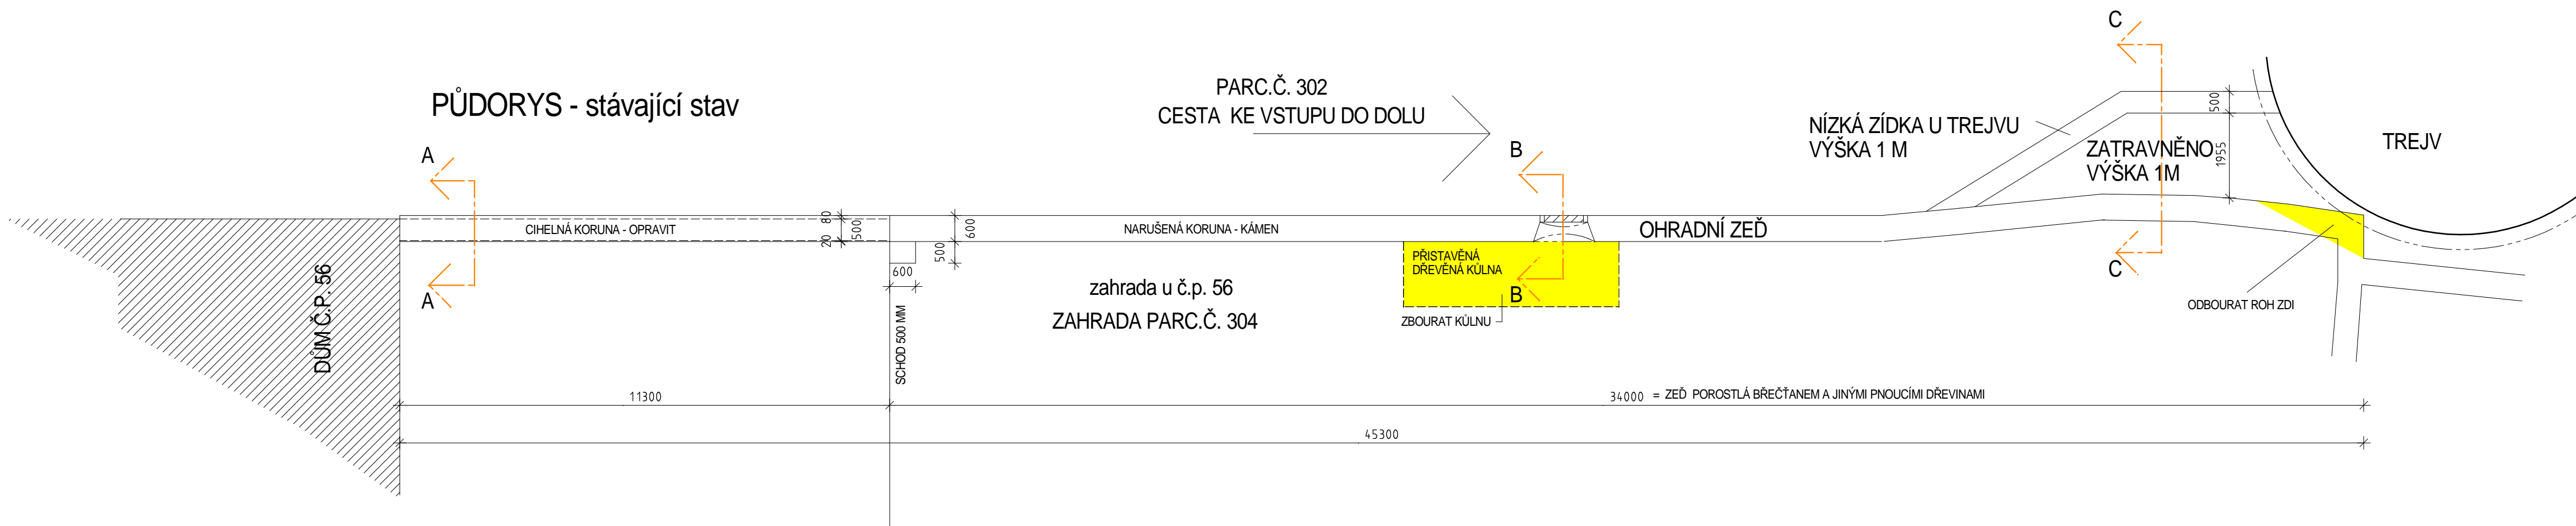 PŮDORYS - stávající stav
PARC.Č. 302
CESTA KE VSTUPU DO DOLU
NÍZKÁ ZÍDKA U TREJVU
VÝŠKA 1 M
ZATRAVNĚNO
VÝŠKA 1M
TREJV
C
C
500
1955
A
A
B
B
DŮM Č.P. 56
CIHELNÁ KORUNA - OPRAVIT
80
20
500
600
500
600
NARUŠENÁ KORUNA - KÁMEN
OHRADNÍ ZEĎ
PŘISTAVĚNÁ
DŘEVĚNÁ KŮLNA
ZBOURAT KŮLNU
zahrada u č.p. 56
ZAHRADA PARC.Č. 304
SCHOD 500 MM
ODBOURAT ROH ZDI
11300
34000 = ZEĎ POROSTLÁ BŘEČŤANEM A JINÝMI PNOUCÍMI DŘEVINAMI
45300